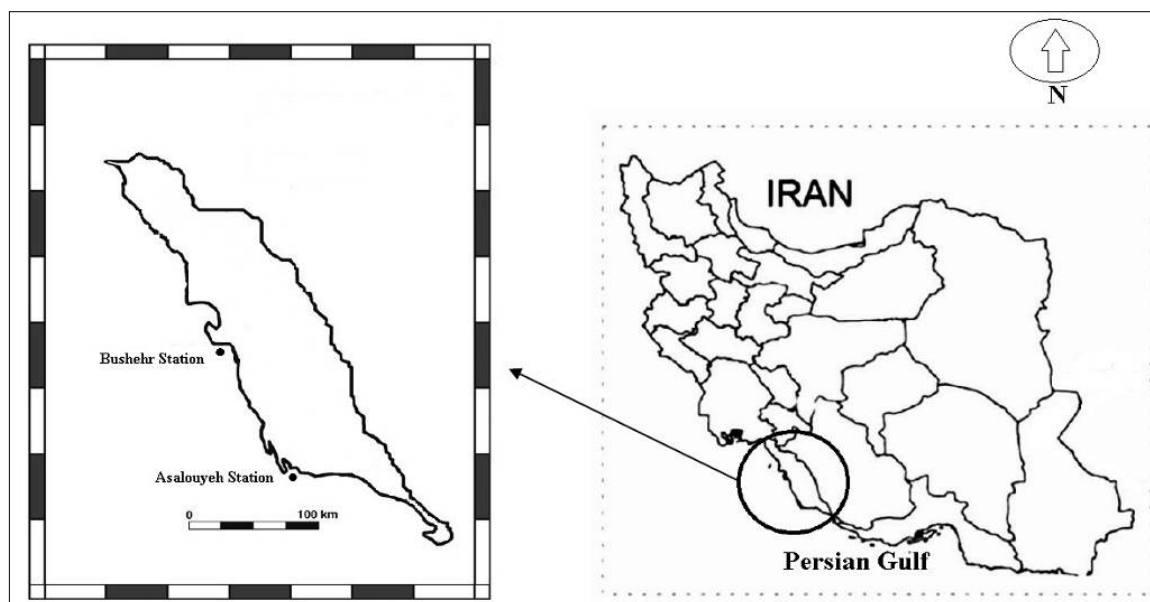 N
IRAN
Bushehr Station
Asalouyeh Station
0 100 km
Persian Gulf